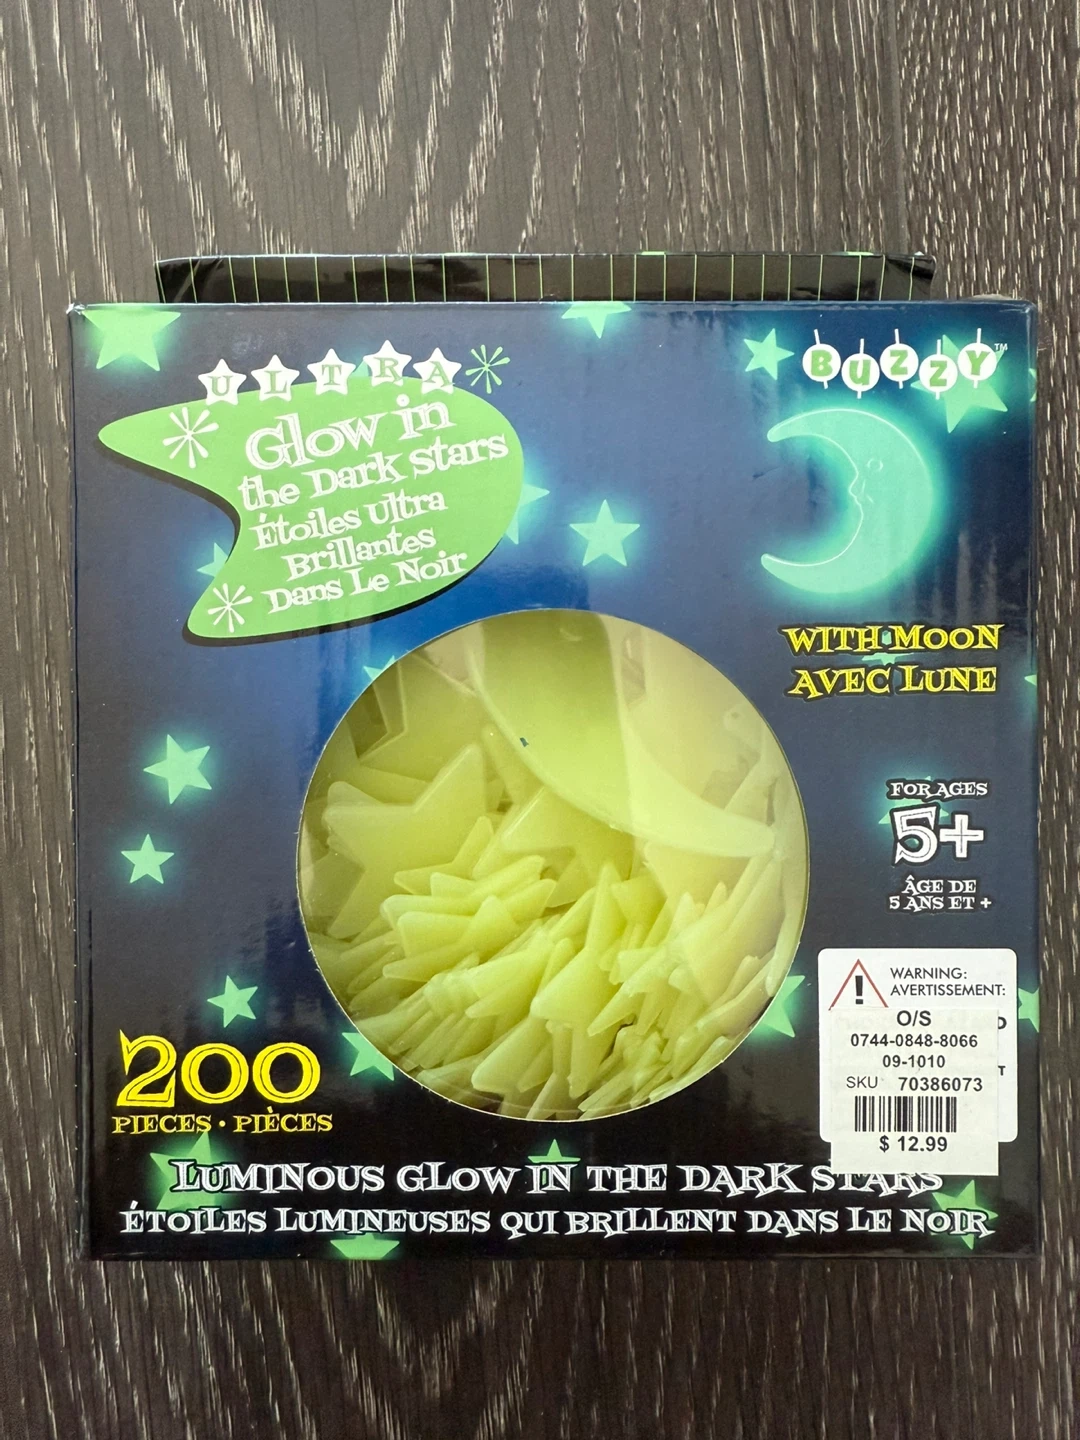 ULTRA
Glow in
the Dark Stars
Étoiles Ultra
Brillantes
Dans Le Noir
BUZZY™
WITH MOON
AVEC LUNE
FOR AGES
5+
ÂGE DE
5 ANS ET +
WARNING:
AVERTISSEMENT:
O/S
0744-0848-8066
09-1010
SKU 70386073
$ 12.99
200
PIECES • PIÈCES
LUMINOUS GLOW IN THE DARK STARS
ÉTOILES LUMINEUSES QUI BRILLENT DANS LE NOIR